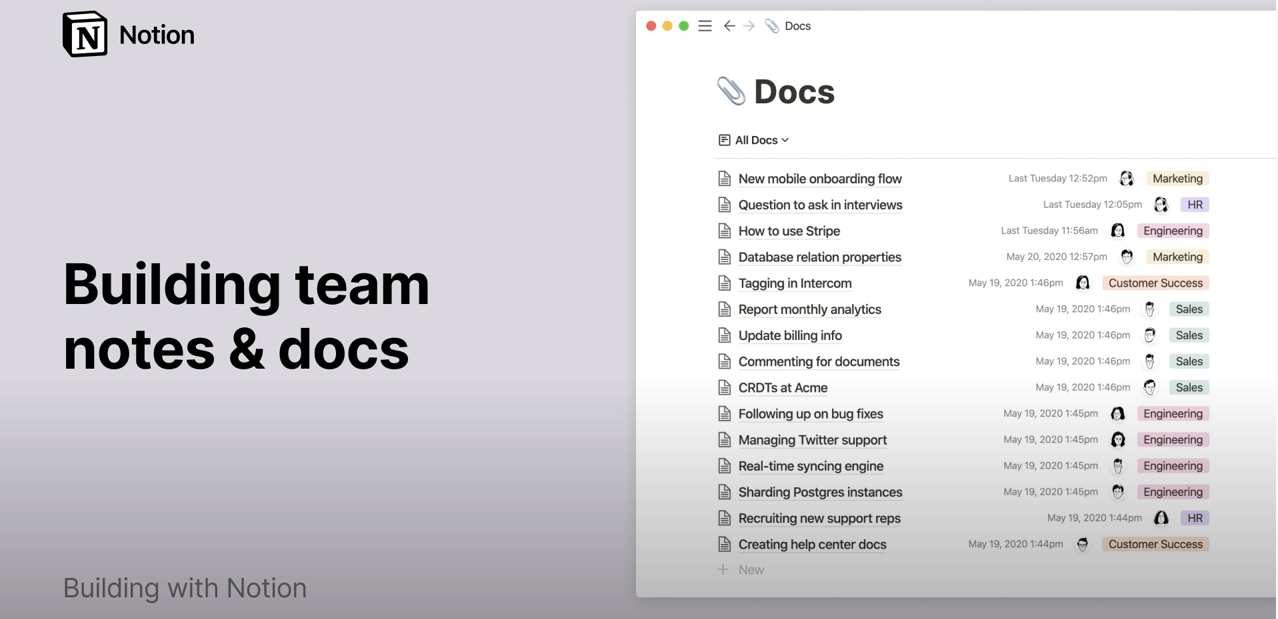 Notion
Building team
notes & docs
Building with Notion
Docs
Docs
All Docs
New mobile onboarding flow Last Tuesday 12:52pm Marketing
Question to ask in interviews Last Tuesday 12:05pm HR
How to use Stripe Last Tuesday 11:56am Engineering
Database relation properties May 20, 2020 12:57pm Marketing
Tagging in Intercom May 19, 2020 1:46pm Customer Success
Report monthly analytics May 19, 2020 1:46pm Sales
Update billing info May 19, 2020 1:46pm Sales
Commenting for documents May 19, 2020 1:46pm Sales
CRDTs at Acme May 19, 2020 1:46pm Sales
Following up on bug fixes May 19, 2020 1:45pm Engineering
Managing Twitter support May 19, 2020 1:45pm Engineering
Real-time syncing engine May 19, 2020 1:45pm Engineering
Sharding Postgres instances May 19, 2020 1:45pm Engineering
Recruiting new support reps May 19, 2020 1:44pm HR
Creating help center docs May 19, 2020 1:44pm Customer Success
+ New